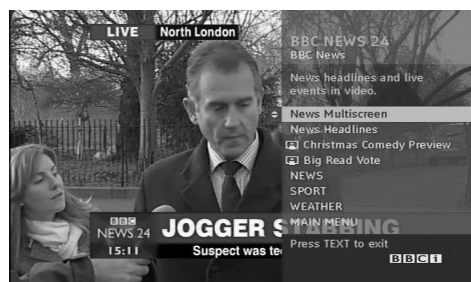 LIVE North London
BBC NEWS 24
BBC News
News headlines and live
events in video.
News Multiscreen
News Headlines
Christmas Comedy Preview
Big Read Vote
NEWS
SPORT
WEATHER
MAIN MENU
Press TEXT to exit
BBCi
BBC
NEWS 24
15:11
JOGGER STABBING
Suspect was